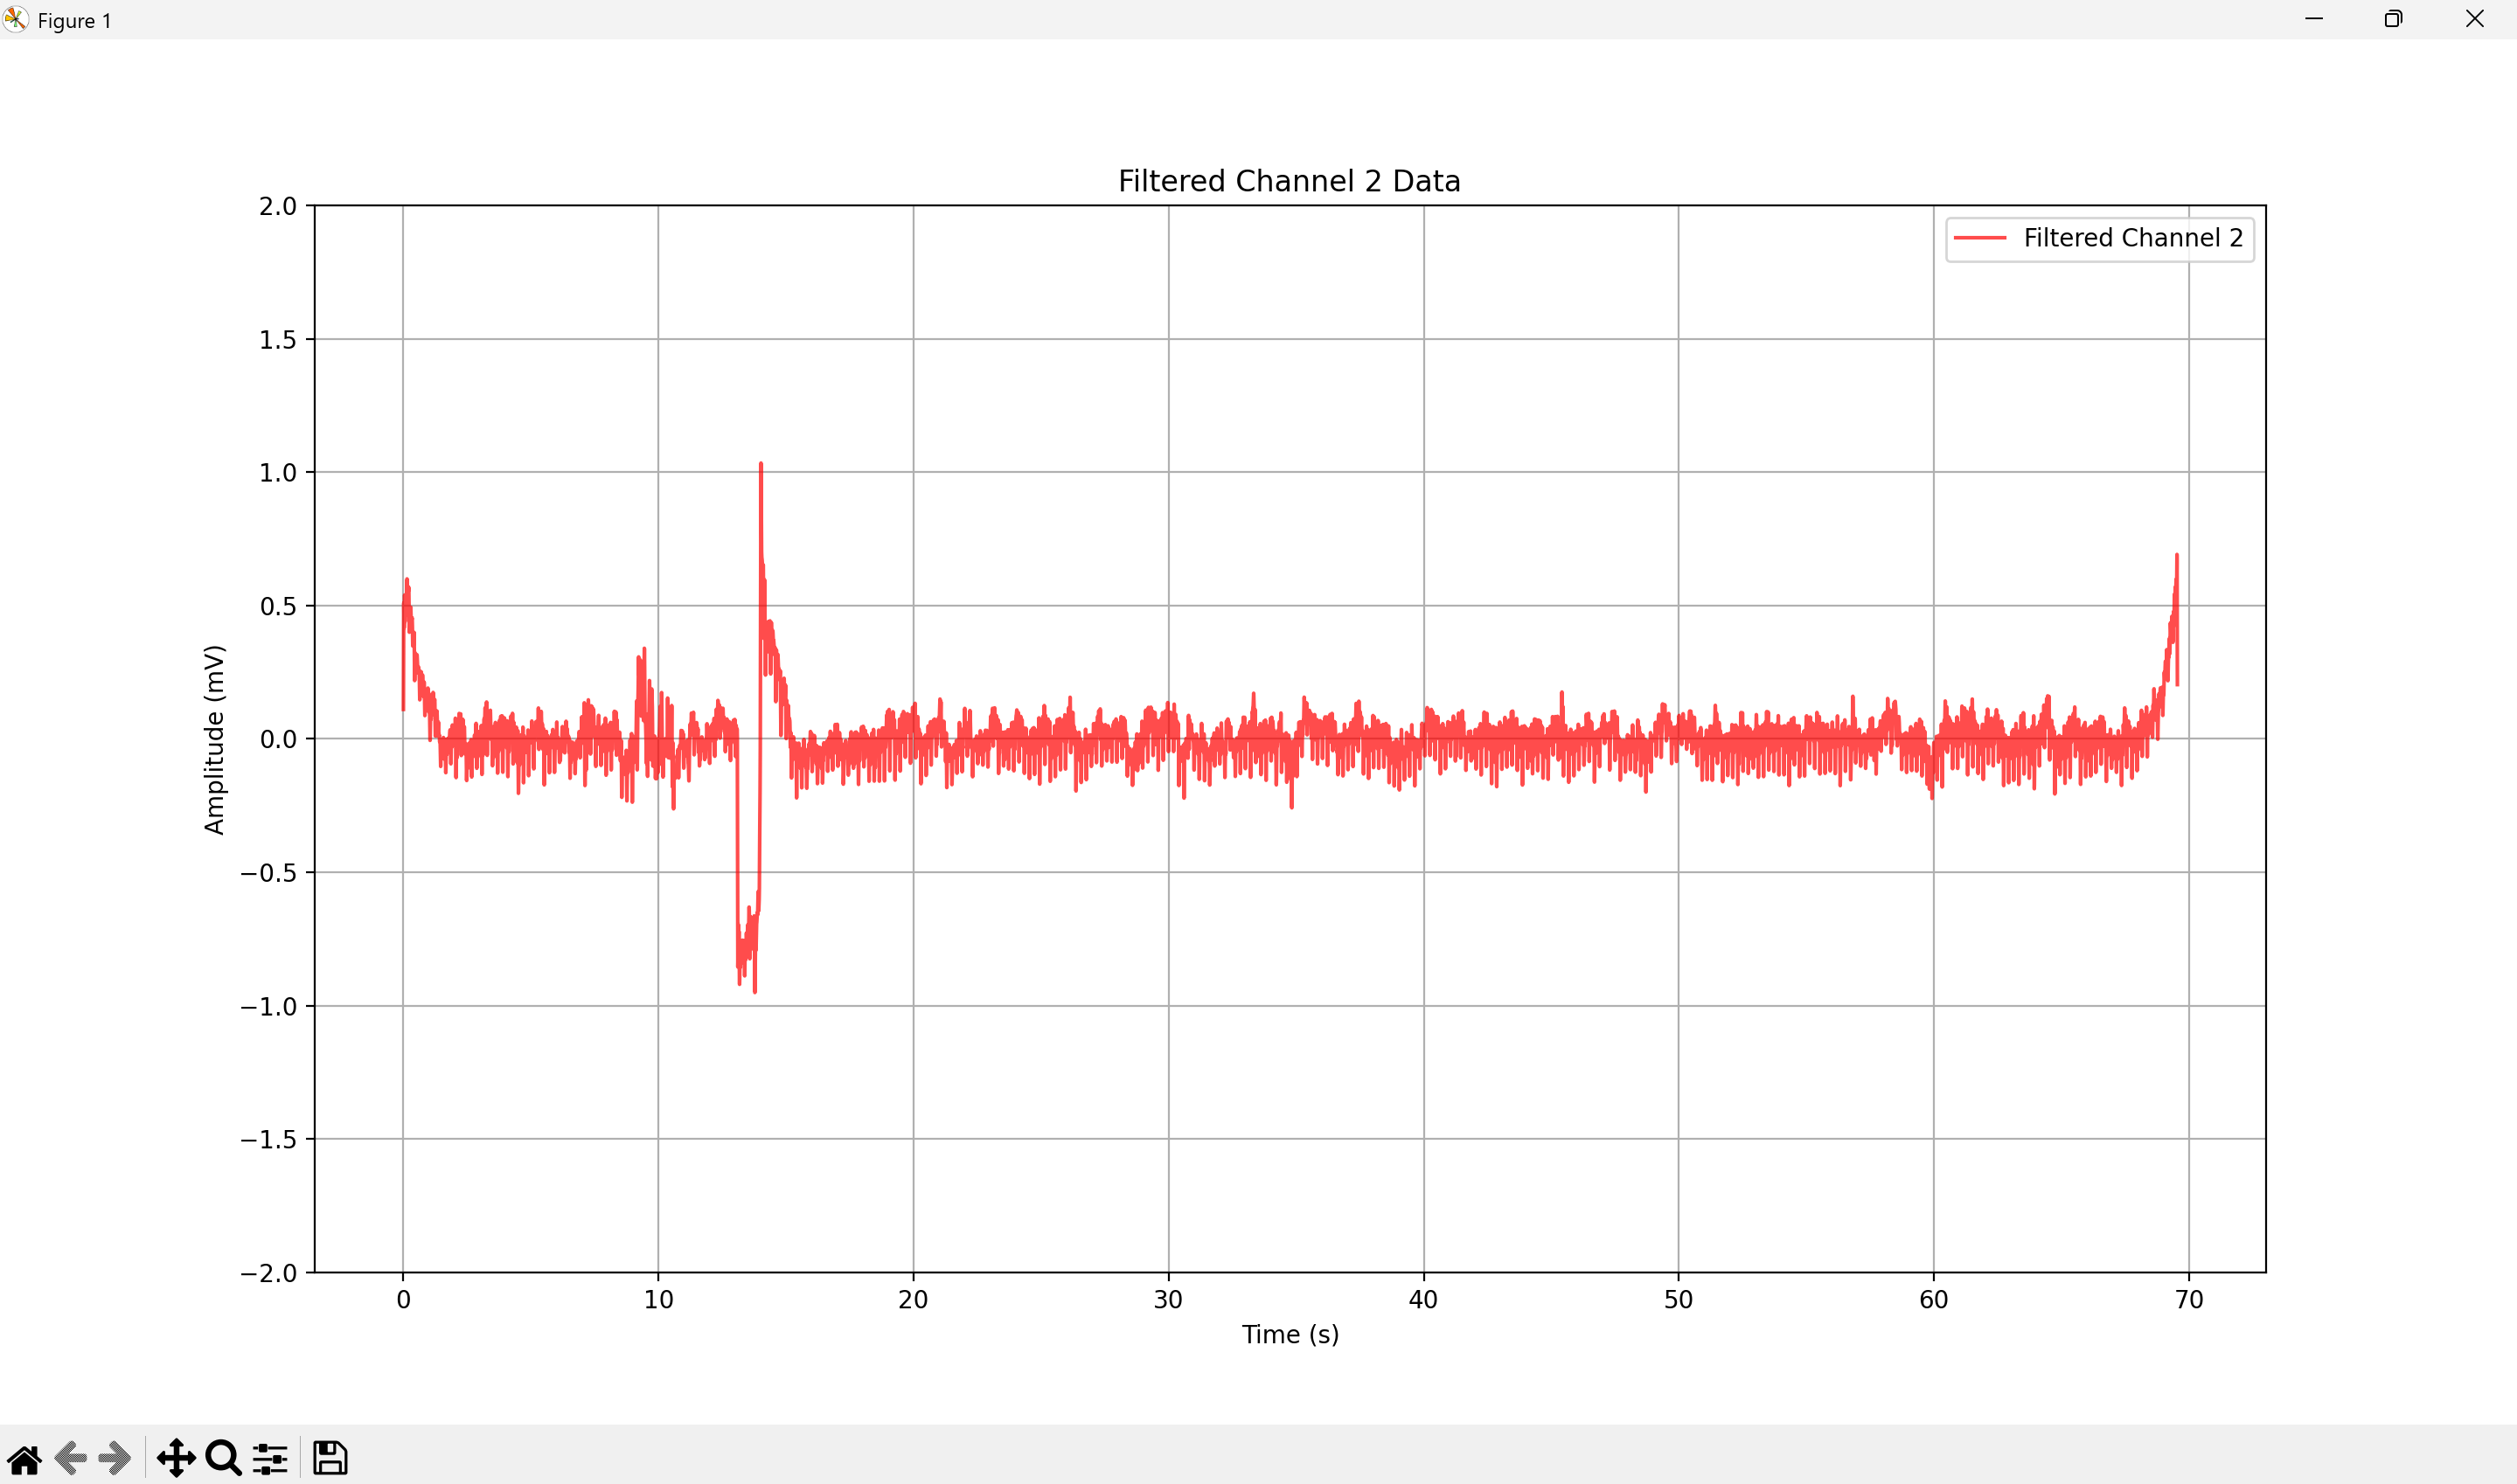 Figure 1
Filtered Channel 2 Data
Filtered Channel 2
Amplitude (mV)
2.0
1.5
1.0
0.5
0.0
−0.5
−1.0
−1.5
−2.0
0 10 20 30 40 50 60 70
Time (s)